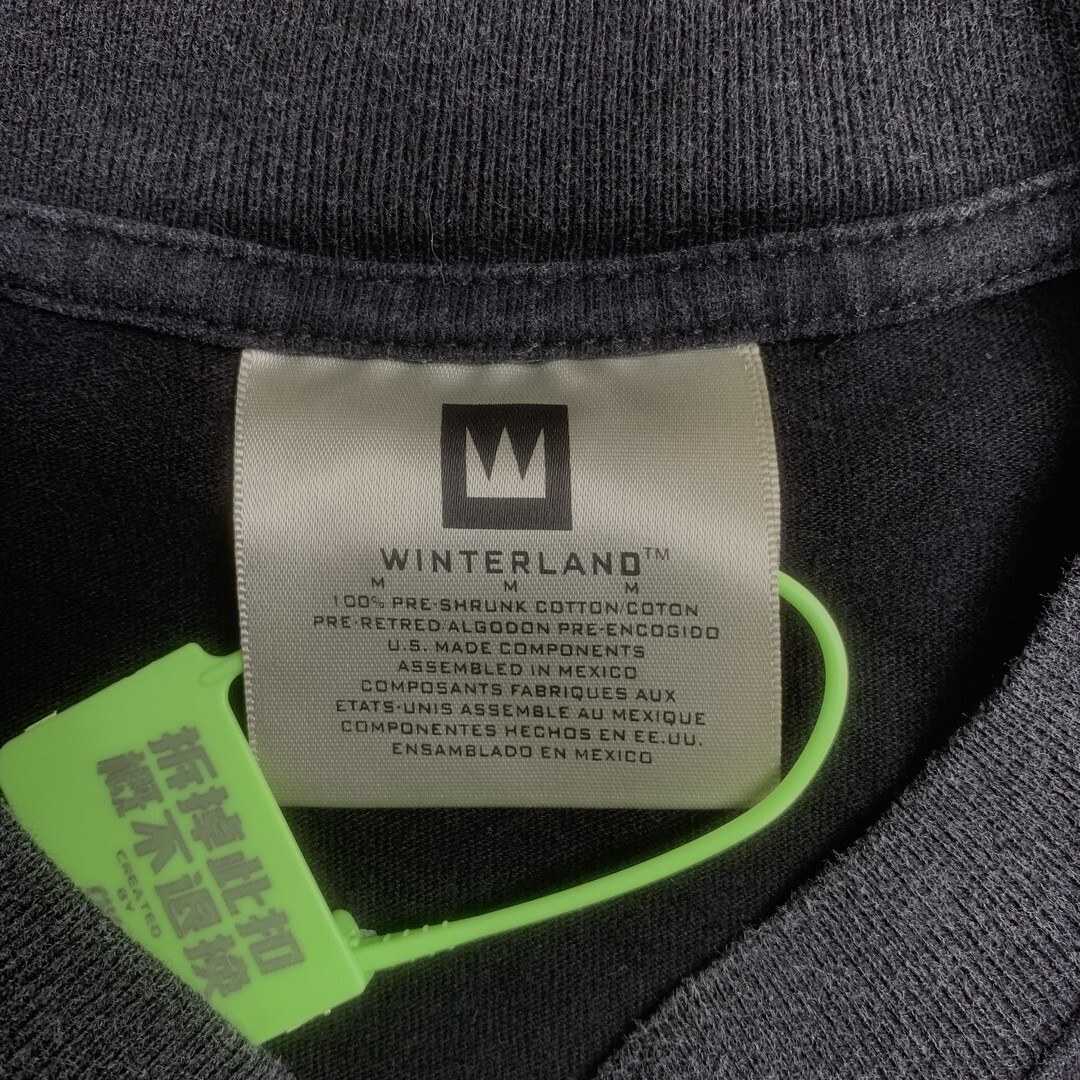 WINTERLAND™
M M M
100% PRE-SHRUNK COTTON/COTON
PRE-RETRED ALGODON PRE-ENCOGIDO
U.S. MADE COMPONENTS
ASSEMBLED IN MEXICO
COMPOSANTS FABRIQUES AUX
ETATS-UNIS ASSEMBLE AU MEXIQUE
COMPONENTES HECHOS EN EE.UU.
ENSAMBLADO EN MEXICO
拆掉此扣
概不退换
CREATED
BY